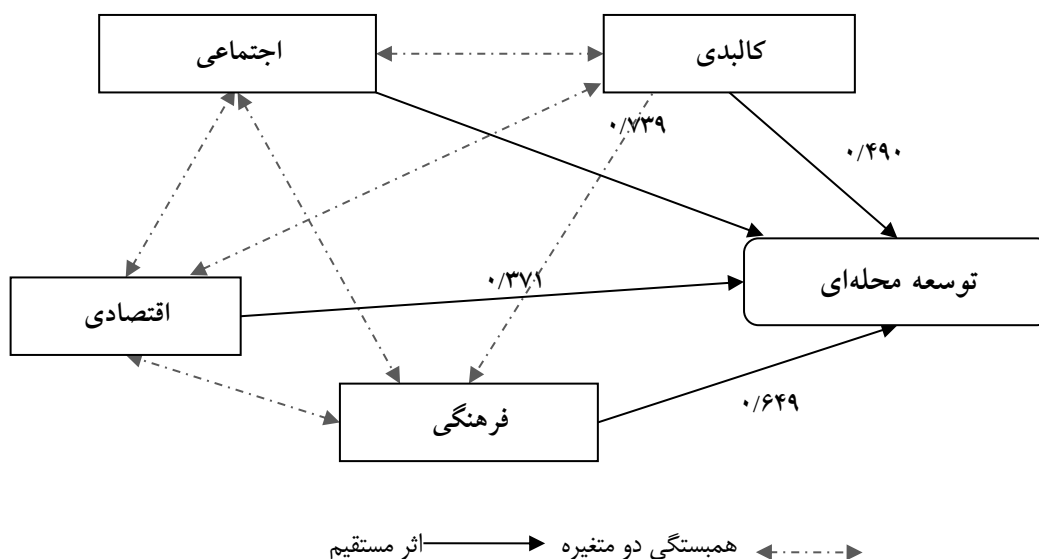 کالبدی
اجتماعی
۰/۷۳۹
۰/۴۹۰
توسعه محله‌ای
۰/۳۷۱
اقتصادی
۰/۶۴۹
فرهنگی
همبستگی دو متغیره
اثر مستقیم